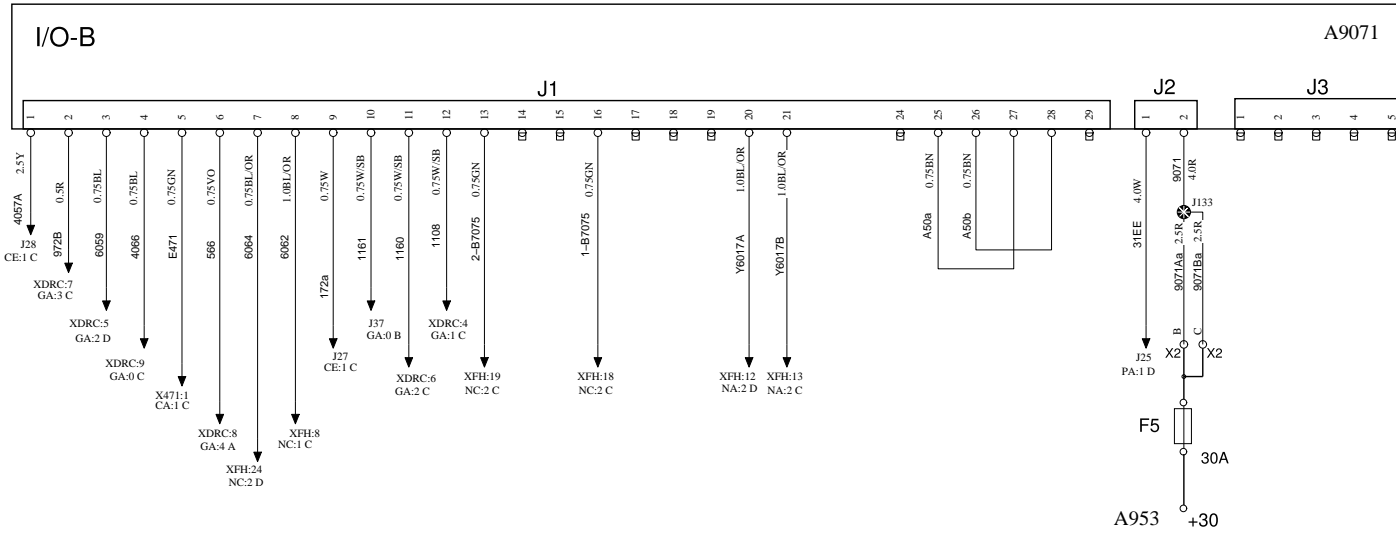 I/O-B
A9071
J1
J2
J3
1 2 3 4 5 6 7 8 9 10 11 12 13 14 15 16 17 18 19 20 21 24 25 26 27 28 29
1 2
1 2 3 4 5
2.5Y
4057A
J28
CE:1 C
0.5R
972B
XDRC:7
GA:3 C
0.75BL
6059
XDRC:5
GA:2 D
0.75BL
4066
XDRC:9
GA:0 C
0.75GN
E471
X471:1
CA:1 C
0.75VO
566
XDRC:8
GA:4 A
0.75BL/OR
6064
XFH:24
NC:2 D
1.0BL/OR
6062
XFH:8
NC:1 C
0.75W
172a
J27
CE:1 C
0.75W/SB
1161
J37
GA:0 B
0.75W/SB
1160
XDRC:6
GA:2 C
0.75W/SB
1108
XDRC:4
GA:1 C
0.75GN
2–B7075
XFH:19
NC:2 C
0.75GN
1–B7075
XFH:18
NC:2 C
1.0BL/OR
Y6017A
XFH:12
NA:2 D
1.0BL/OR
Y6017B
XFH:13
NA:2 C
0.75BN
A50a
0.75BN
A50b
4.0W
31EE
J25
PA:1 D
9071
4.0R
J133
2.5R
9071Aa
2.5R
9071Ba
B
C
X2
X2
F5
30A
A953
+30